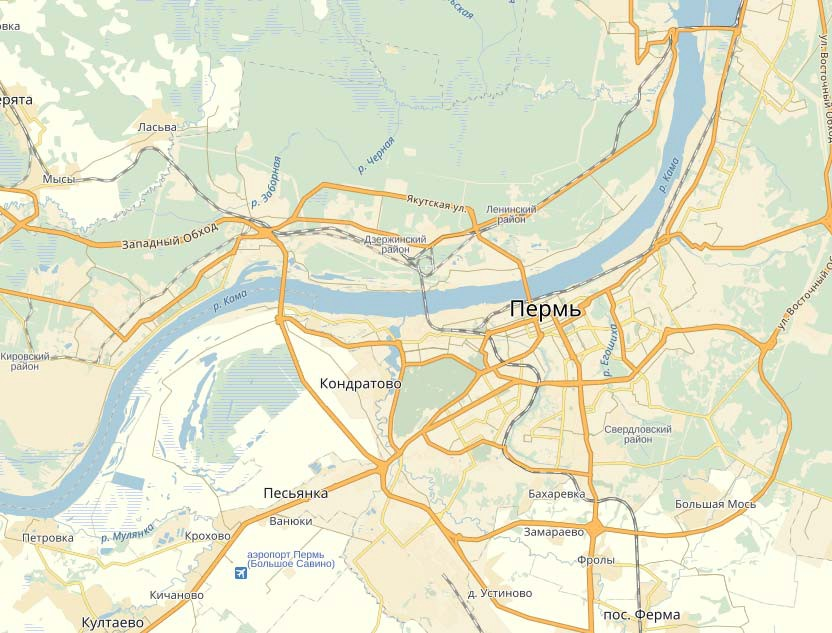 ерята
Ласьва
Мысы
р. Заборная
р. Черная
Якутская ул.
Западный Обход
Дзержинский
район
Ленинский
район
р. Кама
ул. Восточный Обход
р. Кама
Пермь
р. Егошиха
Кировский
район
Кондратово
Свердловский
район
Песьянка
Ванюки
Бахаревка
Большая Мось
Замараево
Петровка
р. Мулянка
Крохово
Фролы
аэропорт Пермь
(Большое Савино)
Кичаново
д. Устиново
Култаево
пос. Ферма